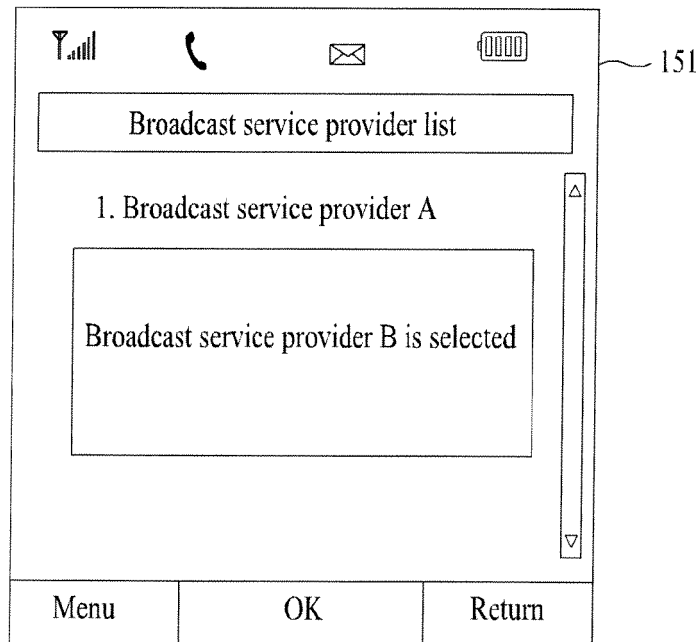 151
Broadcast service provider list
1. Broadcast service provider A
Broadcast service provider B is selected
Menu
OK
Return